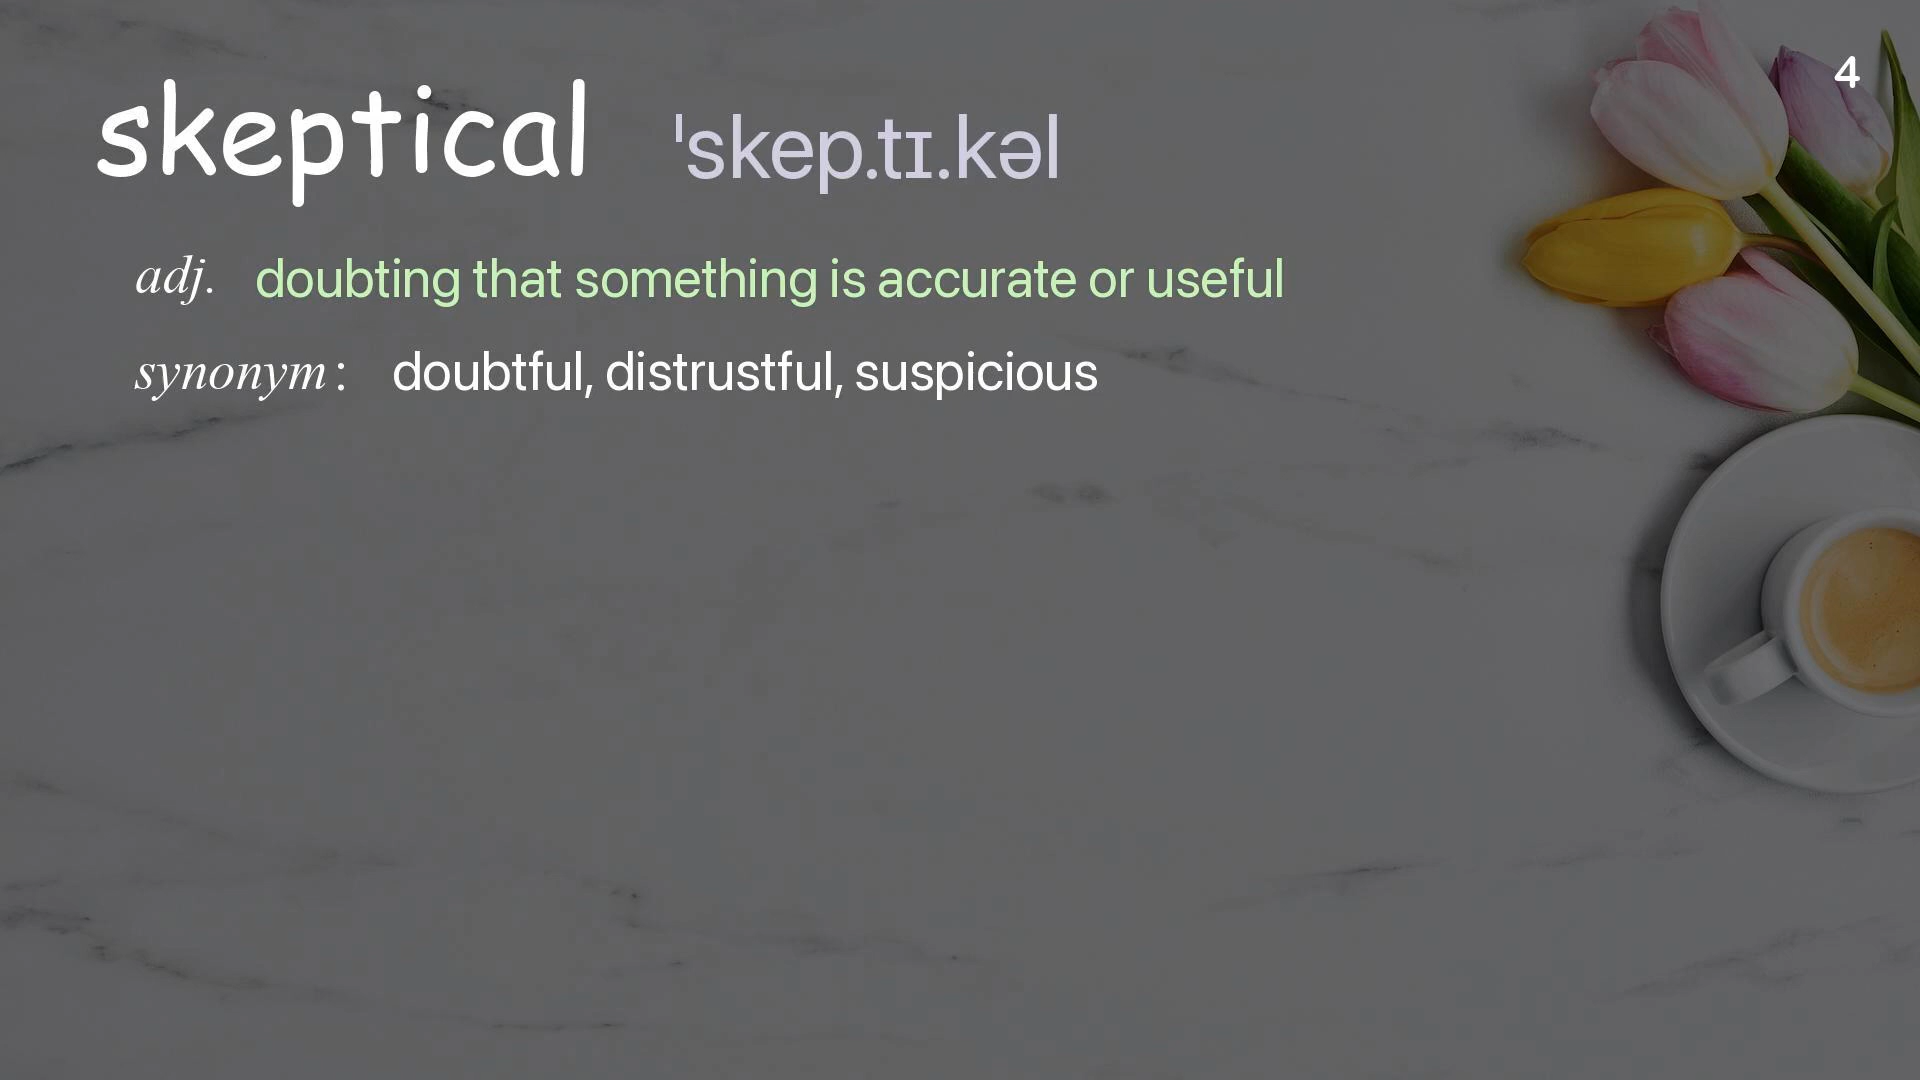 4
skeptical ˈskep.tɪ.kəl
adj. doubting that something is accurate or useful
synonym : doubtful, distrustful, suspicious